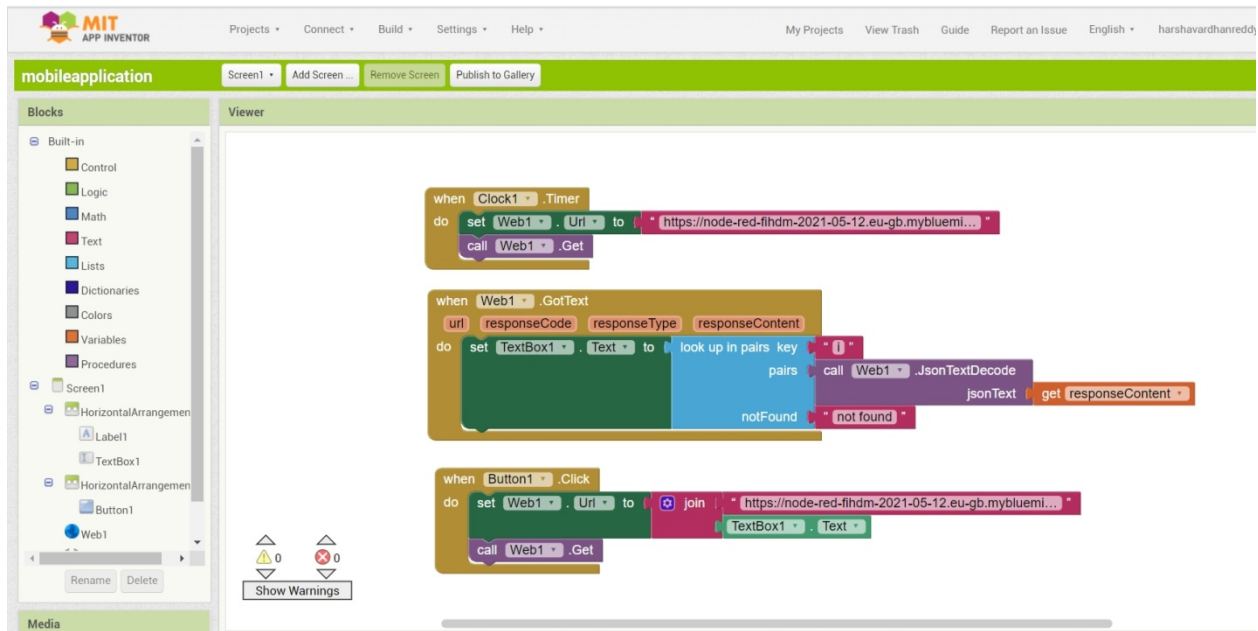 MIT
APP INVENTOR
Projects Connect Build Settings Help My Projects View Trash Guide Report an Issue English harshavardhanreddy
mobileapplication Screen1 Add Screen ... Remove Screen Publish to Gallery
Blocks Viewer
Built-in
Control
Logic
Math
Text
Lists
Dictionaries
Colors
Variables
Procedures
Screen1
HorizontalArrangemen
Label1
TextBox1
HorizontalArrangemen
Button1
Web1
Rename Delete
Media
when Clock1 .Timer
do set Web1 . Url to " https://node-red-fihdm-2021-05-12.eu-gb.mybluemi... "
call Web1 .Get
when Web1 .GotText
url responseCode responseType responseContent
do set TextBox1 . Text to look up in pairs key " i "
pairs call Web1 .JsonTextDecode
jsonText get responseContent
notFound " not found "
when Button1 .Click
do set Web1 . Url to join " https://node-red-fihdm-2021-05-12.eu-gb.mybluemi... "
TextBox1 . Text
call Web1 .Get
0 0
Show Warnings